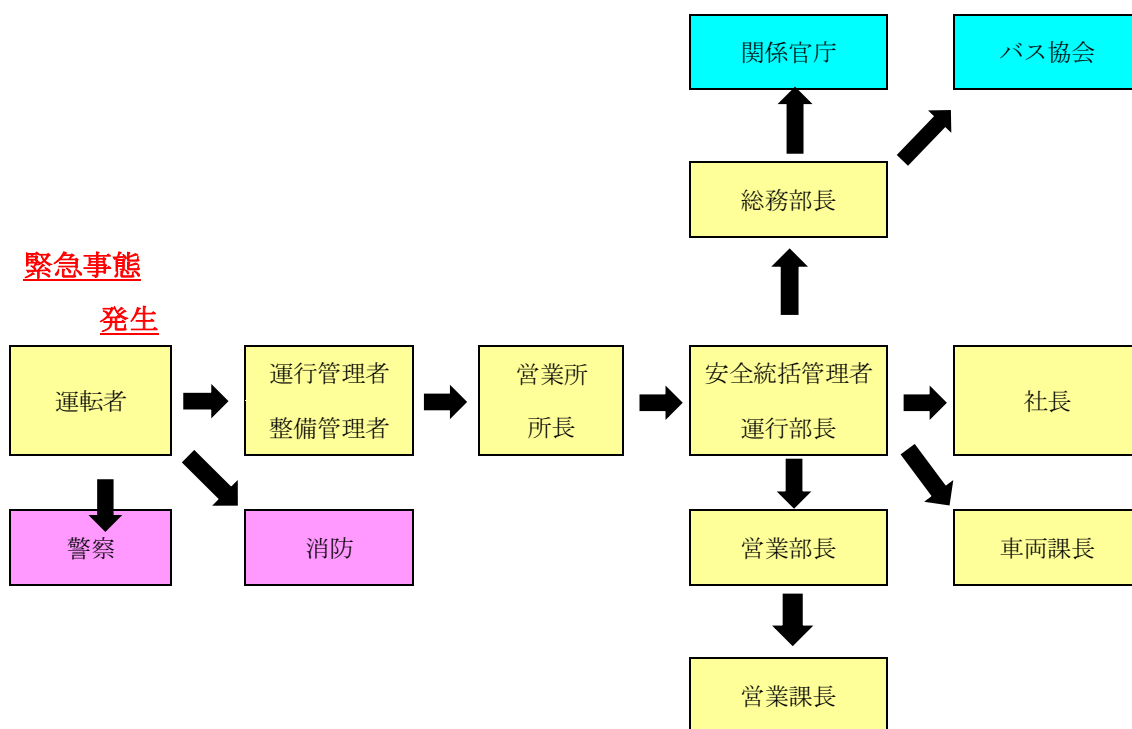 関係官庁
バス協会
総務部長
緊急事態
発生
運転者
運行管理者
整備管理者
営業所
所長
安全統括管理者
運行部長
社長
警察
消防
営業部長
車両課長
営業課長